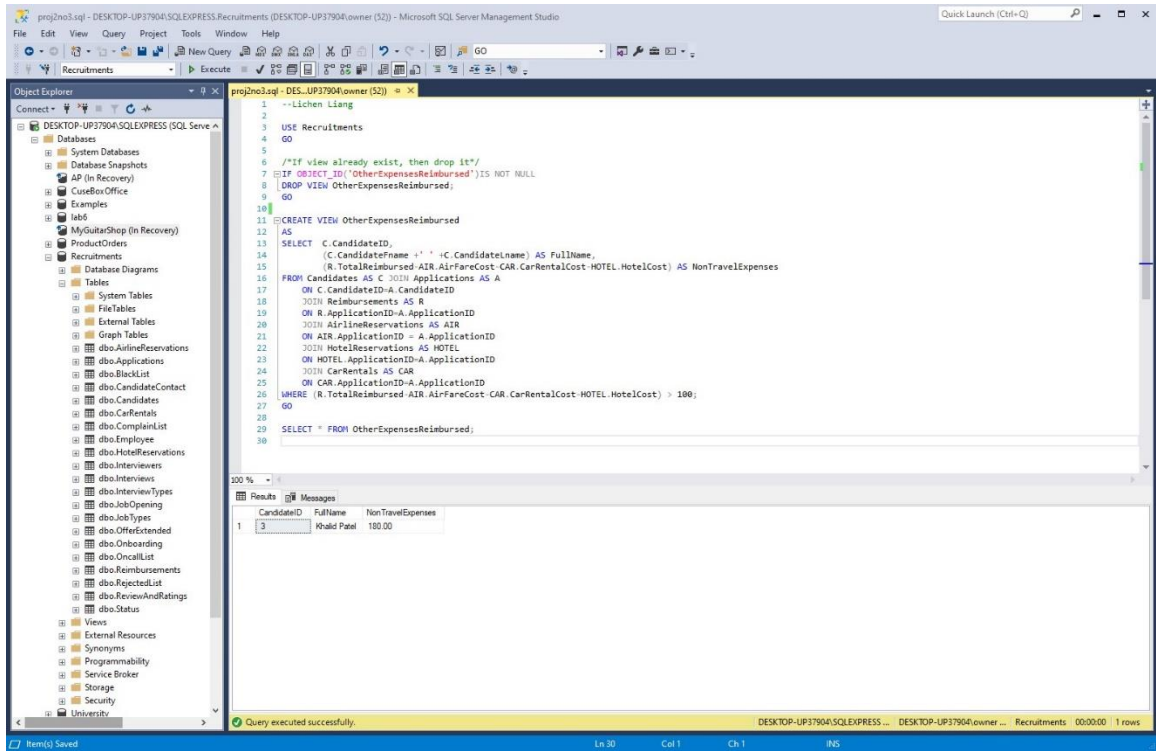 proj2no3.sql - DESKTOP-UP37904\SQLEXPRESS.Recruitments (DESKTOP-UP37904\owner (52)) - Microsoft SQL Server Management Studio
Quick Launch (Ctrl+Q)
File Edit View Query Project Tools Window Help
New Query GO
Recruitments Execute
Object Explorer
proj2no3.sql - DES...UP37904\owner (52))
Connect
DESKTOP-UP37904\SQLEXPRESS (SQL Serve
Databases
System Databases
Database Snapshots
AP (In Recovery)
CuseBoxOffice
Examples
lab6
MyGuitarShop (In Recovery)
ProductOrders
Recruitments
Database Diagrams
Tables
System Tables
FileTables
External Tables
Graph Tables
dbo.AirlineReservations
dbo.Applications
dbo.BlackList
dbo.CandidateContact
dbo.Candidates
dbo.CarRentals
dbo.ComplainList
dbo.Employee
dbo.HotelReservations
dbo.Interviewers
dbo.Interviews
dbo.InterviewTypes
dbo.JobOpening
dbo.JobTypes
dbo.OfferExtended
dbo.Onboarding
dbo.OncallList
dbo.Reimbursements
dbo.RejectedList
dbo.ReviewAndRatings
dbo.Status
Views
External Resources
Synonyms
Programmability
Service Broker
Storage
Security
University
1 --Lichen Liang
2
3 USE Recruitments
4 GO
5
6 /*If view already exist, then drop it*/
7 IF OBJECT_ID('OtherExpensesReimbursed')IS NOT NULL
8 DROP VIEW OtherExpensesReimbursed;
9 GO
10
11 CREATE VIEW OtherExpensesReimbursed
12 AS
13 SELECT C.CandidateID,
14 (C.CandidateFname +' ' +C.CandidateLname) AS FullName,
15 (R.TotalReimbursed-AIR.AirFareCost-CAR.CarRentalCost-HOTEL.HotelCost) AS NonTravelExpenses
16 FROM Candidates AS C JOIN Applications AS A
17 ON C.CandidateID=A.CandidateID
18 JOIN Reimbursements AS R
19 ON R.ApplicationID=A.ApplicationID
20 JOIN AirlineReservations AS AIR
21 ON AIR.ApplicationID = A.ApplicationID
22 JOIN HotelReservations AS HOTEL
23 ON HOTEL.ApplicationID=A.ApplicationID
24 JOIN CarRentals AS CAR
25 ON CAR.ApplicationID=A.ApplicationID
26 WHERE (R.TotalReimbursed-AIR.AirFareCost-CAR.CarRentalCost-HOTEL.HotelCost) > 100;
27 GO
28
29 SELECT * FROM OtherExpensesReimbursed;
30
100 %
Results Messages
CandidateID FullName NonTravelExpenses
1 3 Khalid Patel 180.00
Query executed successfully. DESKTOP-UP37904\SQLEXPRESS ... DESKTOP-UP37904\owner ... Recruitments 00:00:00 1 rows
Item(s) Saved Ln 30 Col 1 Ch 1 INS